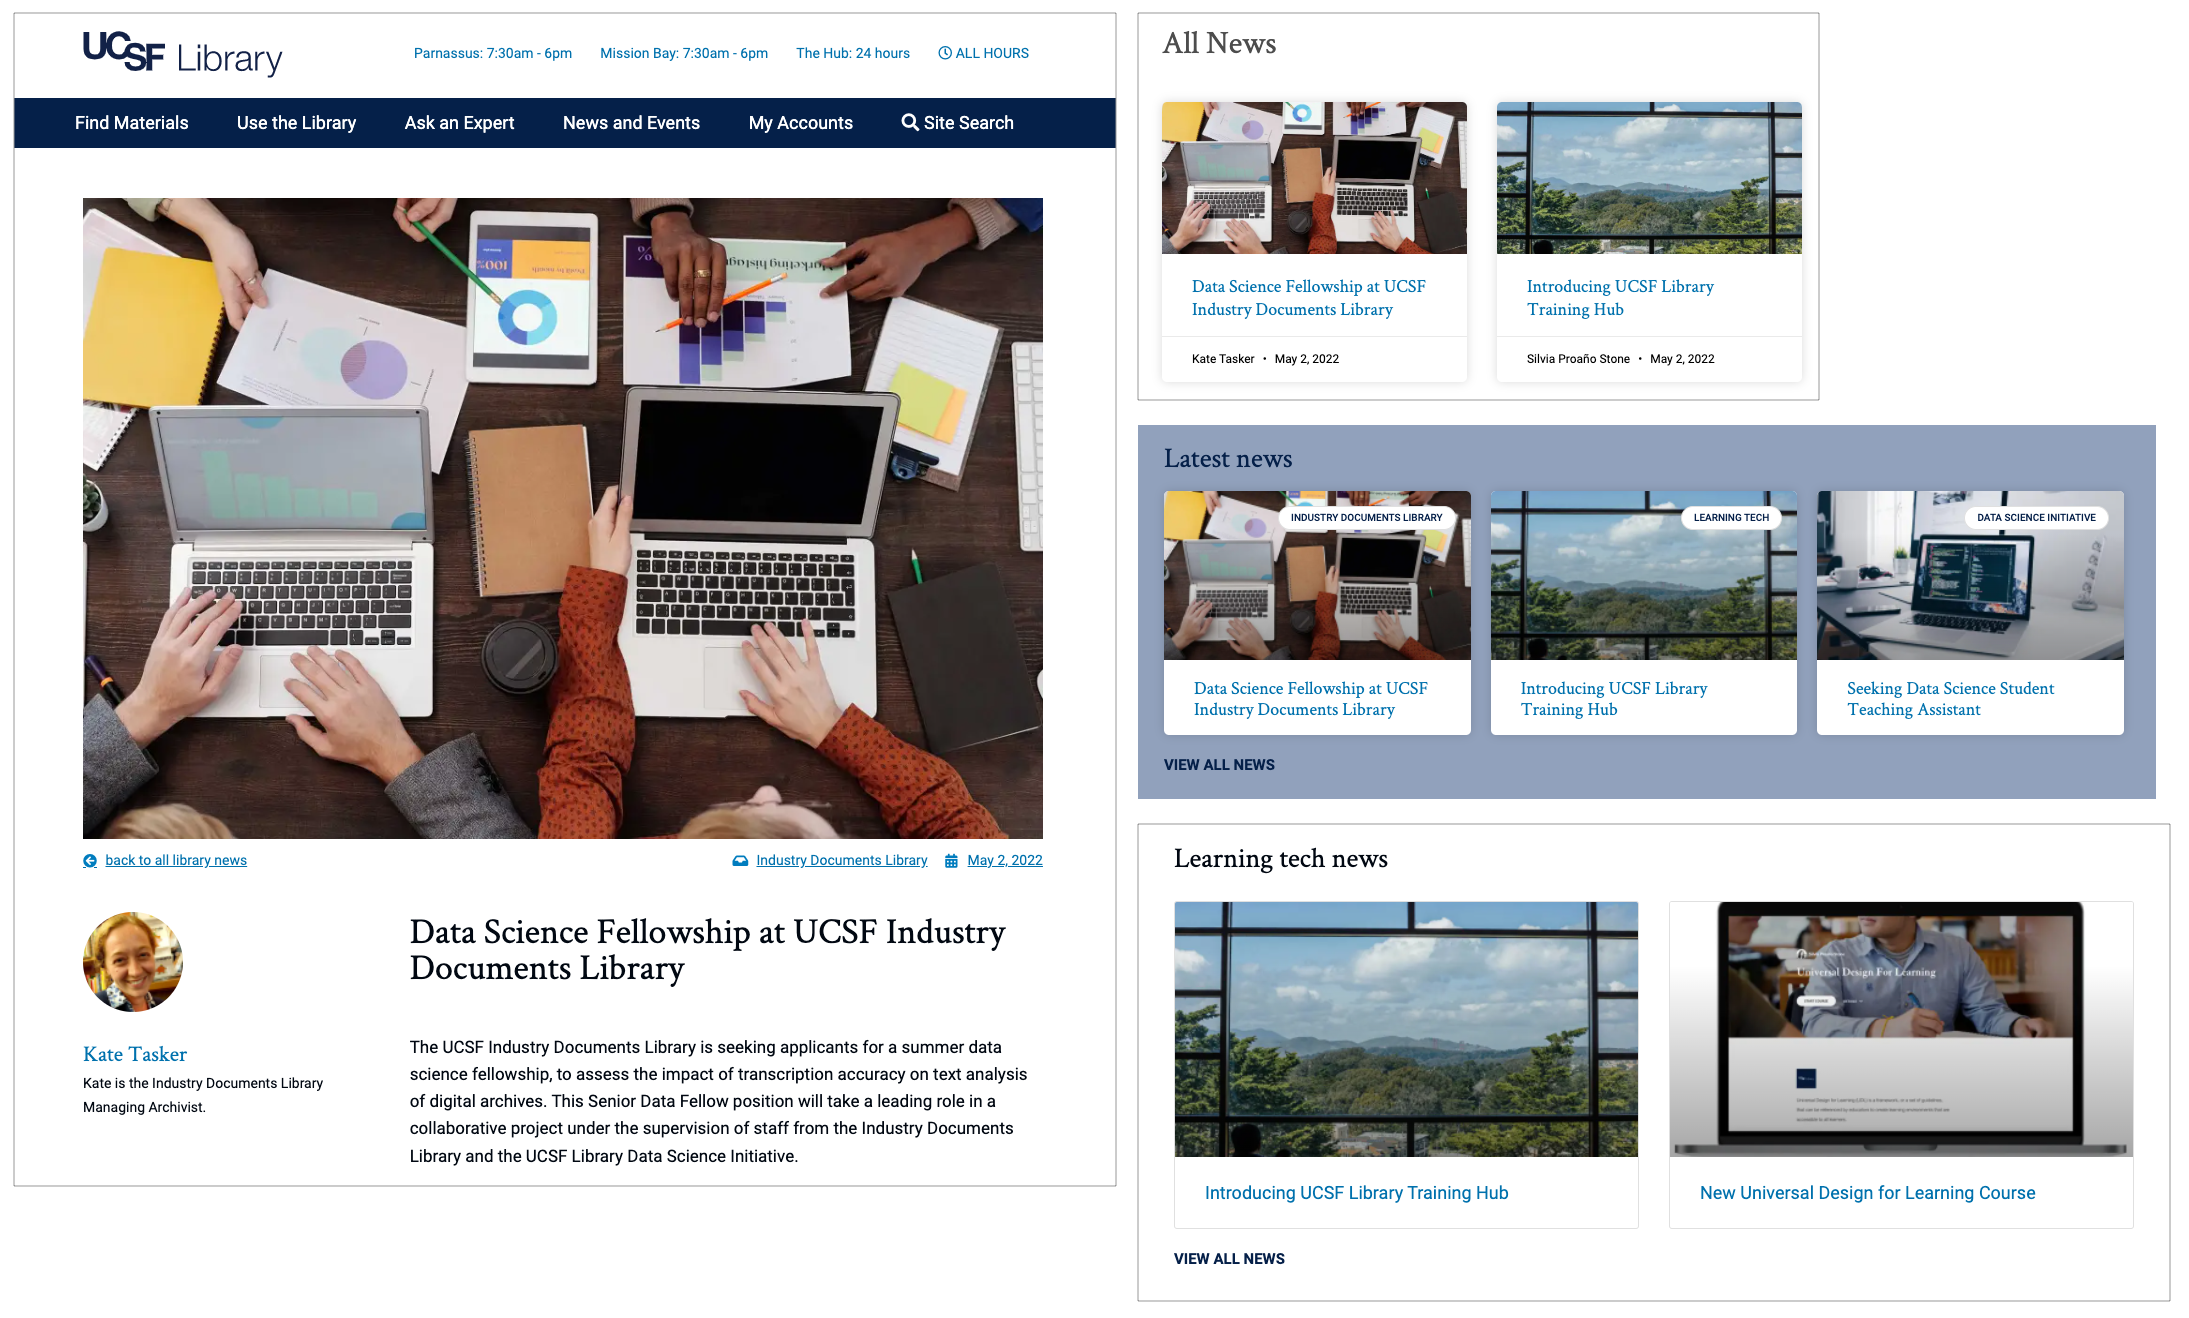 UCSF Library
Parnassus: 7:30am - 6pm
Mission Bay: 7:30am - 6pm
The Hub: 24 hours
ALL HOURS
Find Materials
Use the Library
Ask an Expert
News and Events
My Accounts
Site Search
100%
Marketing histog
back to all library news
Industry Documents Library
May 2, 2022
Kate Tasker
Kate is the Industry Documents Library
Managing Archivist.
Data Science Fellowship at UCSF Industry
Documents Library
The UCSF Industry Documents Library is seeking applicants for a summer data
science fellowship, to assess the impact of transcription accuracy on text analysis
of digital archives. This Senior Data Fellow position will take a leading role in a
collaborative project under the supervision of staff from the Industry Documents
Library and the UCSF Library Data Science Initiative.
All News
Data Science Fellowship at UCSF
Industry Documents Library
Kate Tasker • May 2, 2022
Introducing UCSF Library
Training Hub
Silvia Proaño Stone • May 2, 2022
Latest news
INDUSTRY DOCUMENTS LIBRARY
Data Science Fellowship at UCSF
Industry Documents Library
LEARNING TECH
Introducing UCSF Library
Training Hub
DATA SCIENCE INITIATIVE
Seeking Data Science Student
Teaching Assistant
VIEW ALL NEWS
Learning tech news
Introducing UCSF Library Training Hub
Universal Design For Learning
New Universal Design for Learning Course
VIEW ALL NEWS